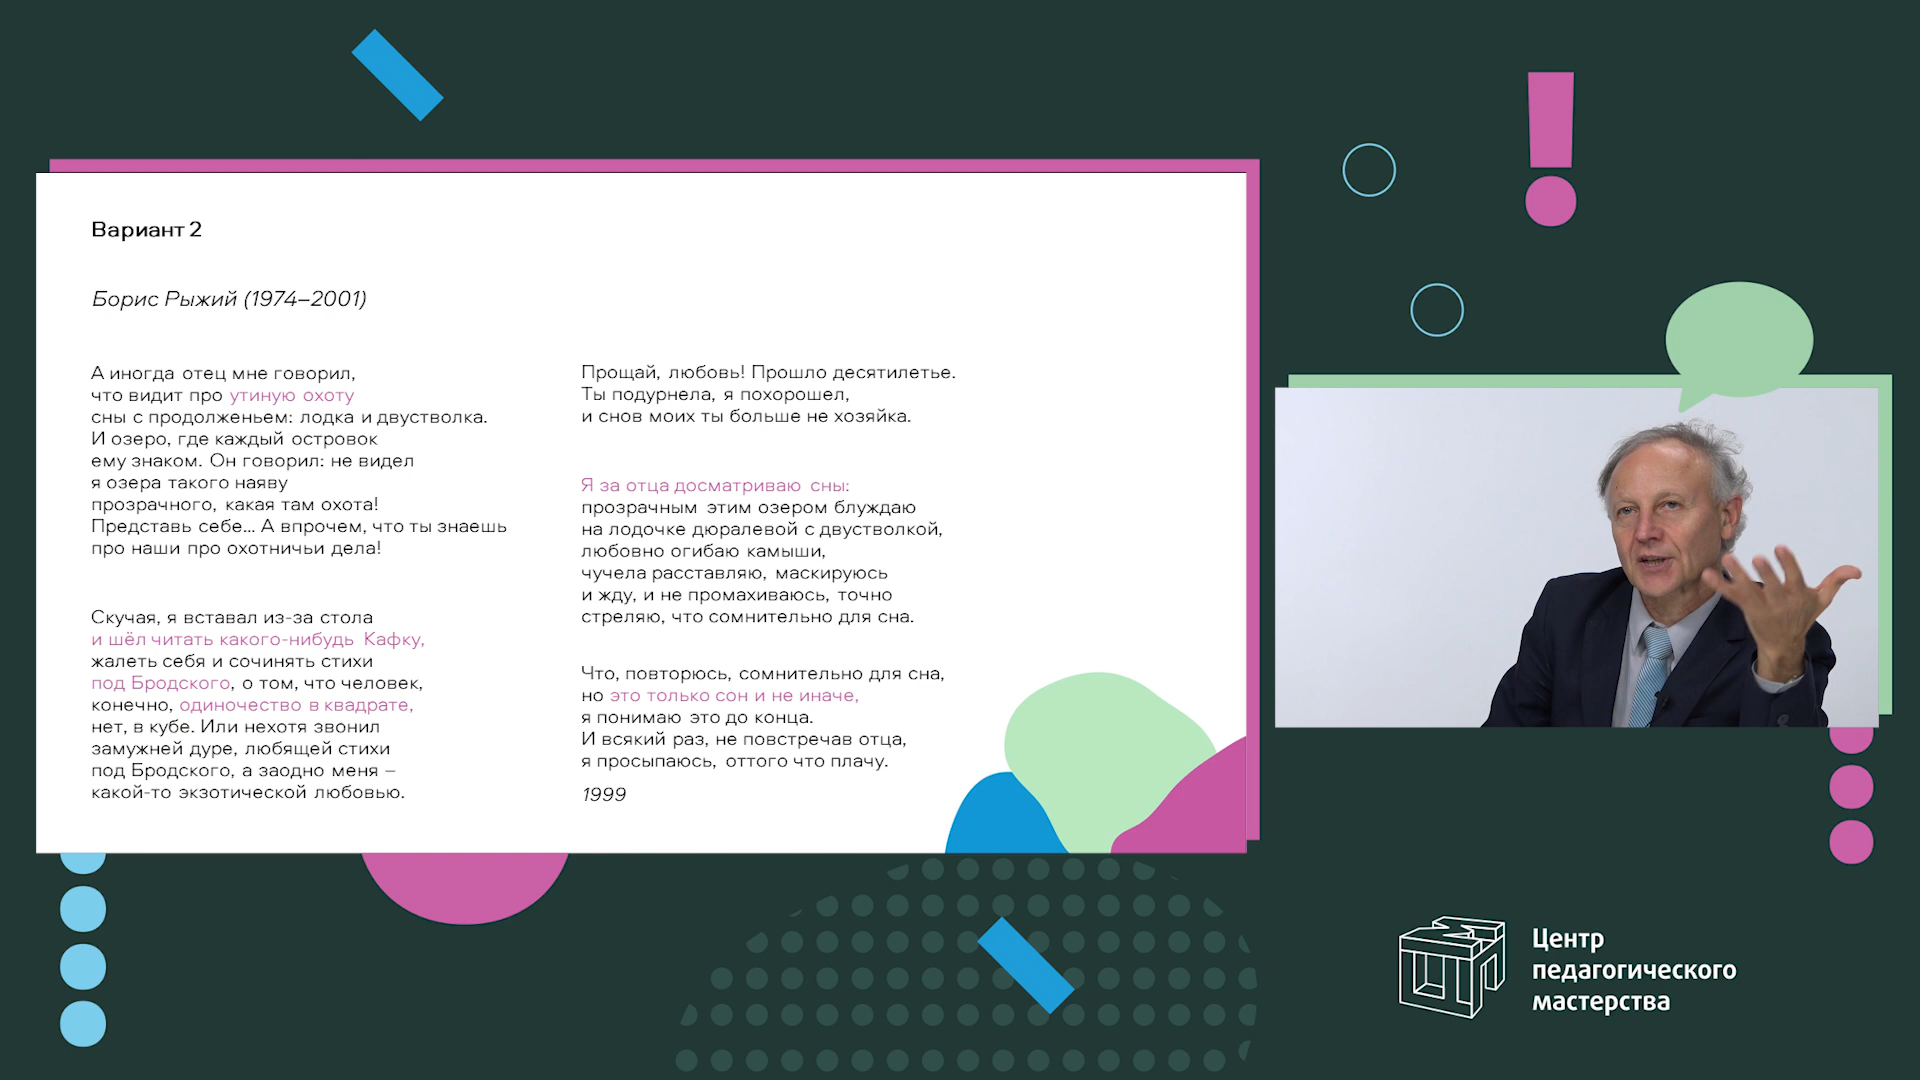 Вариант 2
Борис Рыжий (1974–2001)
А иногда отец мне говорил,
что видит про утиную охоту
сны с продолженьем: лодка и двустволка.
И озеро, где каждый островок
ему знаком. Он говорил: не видел
я озера такого наяву
прозрачного, какая там охота!
Представь себе... А впрочем, что ты знаешь
про наши про охотничьи дела!
Скучая, я вставал из-за стола
и шёл читать какого-нибудь Кафку,
жалеть себя и сочинять стихи
под Бродского, о том, что человек,
конечно, одиночество в квадрате,
нет, в кубе. Или нехотя звонил
замужней дуре, любящей стихи
под Бродского, а заодно меня –
какой-то экзотической любовью.
Прощай, любовь! Прошло десятилетье.
Ты подурнела, я похорошел,
и снов моих ты больше не хозяйка.
Я за отца досматриваю сны:
прозрачным этим озером блуждаю
на лодочке дюралевой с двустволкой,
любовно огибаю камыши,
чучела расставляю, маскируюсь
и жду, и не промахиваюсь, точно
стреляю, что сомнительно для сна.
Что, повторюсь, сомнительно для сна,
но это только сон и не иначе,
я понимаю это до конца.
И всякий раз, не повстречав отца,
я просыпаюсь, оттого что плачу.
1999
Центр
педагогического
мастерства